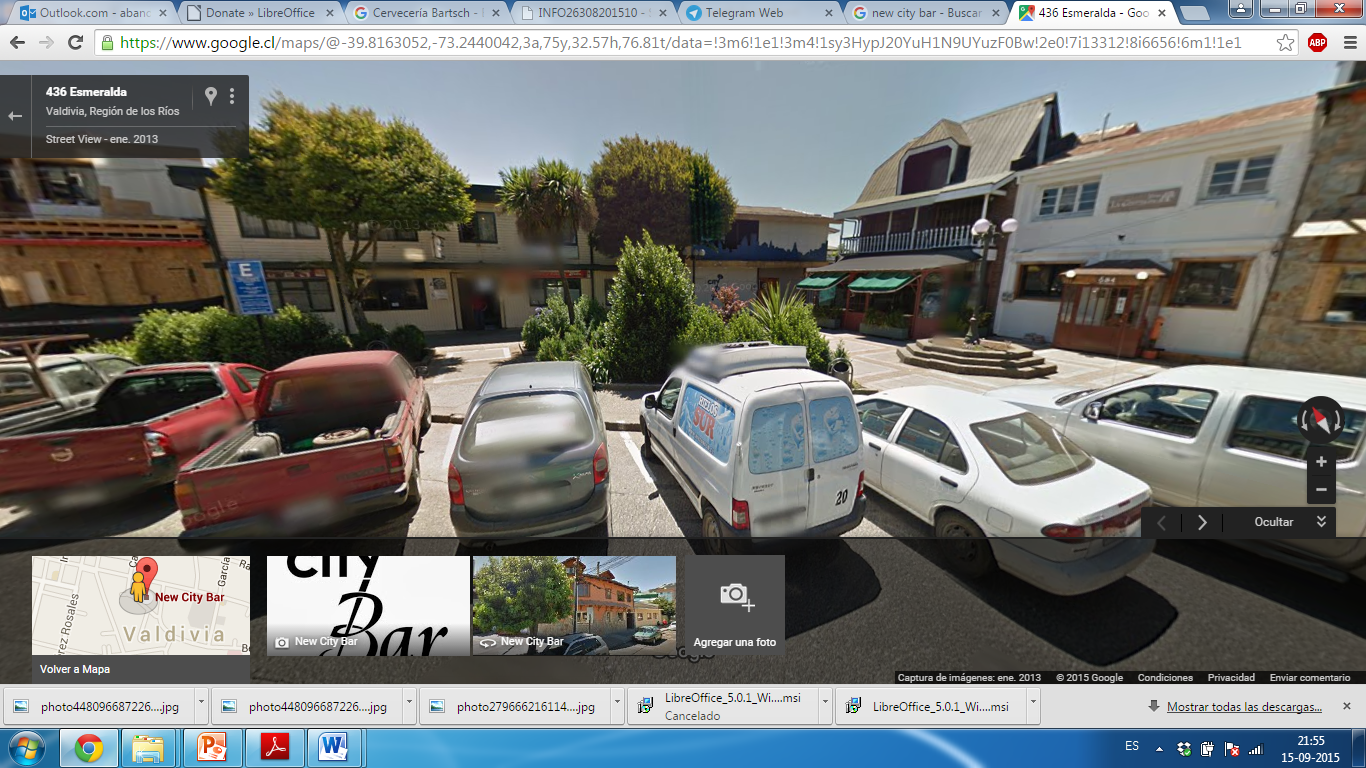 Outlook.com - aband
Donate » LibreOffice
Cervecería Bartsch - 
INFO26308201510 - 
Telegram Web
new city bar - Buscar
436 Esmeralda - Goo
https://www.google.cl/maps/@-39.8163052,-73.2440042,3a,75y,32.57h,76.81t/data=!3m6!1e1!3m4!1sy3HypJ20YuH1N9UYuzF0Bw!2e0!7i13312!8i6656!6m1!1e1
ABP
436 Esmeralda
Valdivia, Región de los Ríos
Street View - ene. 2013
E
684
HIELOS
SUR
20
Google
Ocultar
New City Bar
Valdivia
Volver a Mapa
City
Bar
New City Bar
New City Bar
Agregar una foto
Google
Captura de imágenes: ene. 2013
© 2015 Google
Condiciones
Privacidad
Enviar comentario
photo448096687226....jpg
photo448096687226....jpg
photo279666216114....jpg
LibreOffice_5.0.1_Wi....msi
Cancelado
LibreOffice_5.0.1_Wi....msi
Mostrar todas las descargas...
ES
21:55
15-09-2015